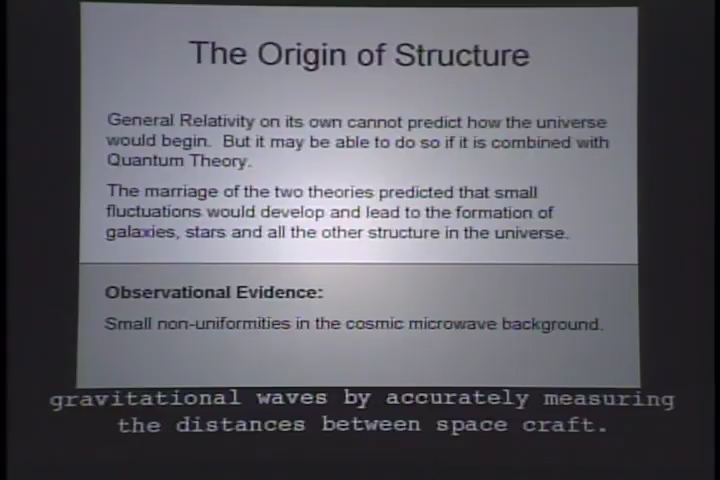 The Origin of Structure
General Relativity on its own cannot predict how the universe
would begin. But it may be able to do so if it is combined with
Quantum Theory.
The marriage of the two theories predicted that small
fluctuations would develop and lead to the formation of
galaxies, stars and all the other structure in the universe.
Observational Evidence:
Small non-uniformities in the cosmic microwave background.
gravitational waves by accurately measuring
the distances between space craft.